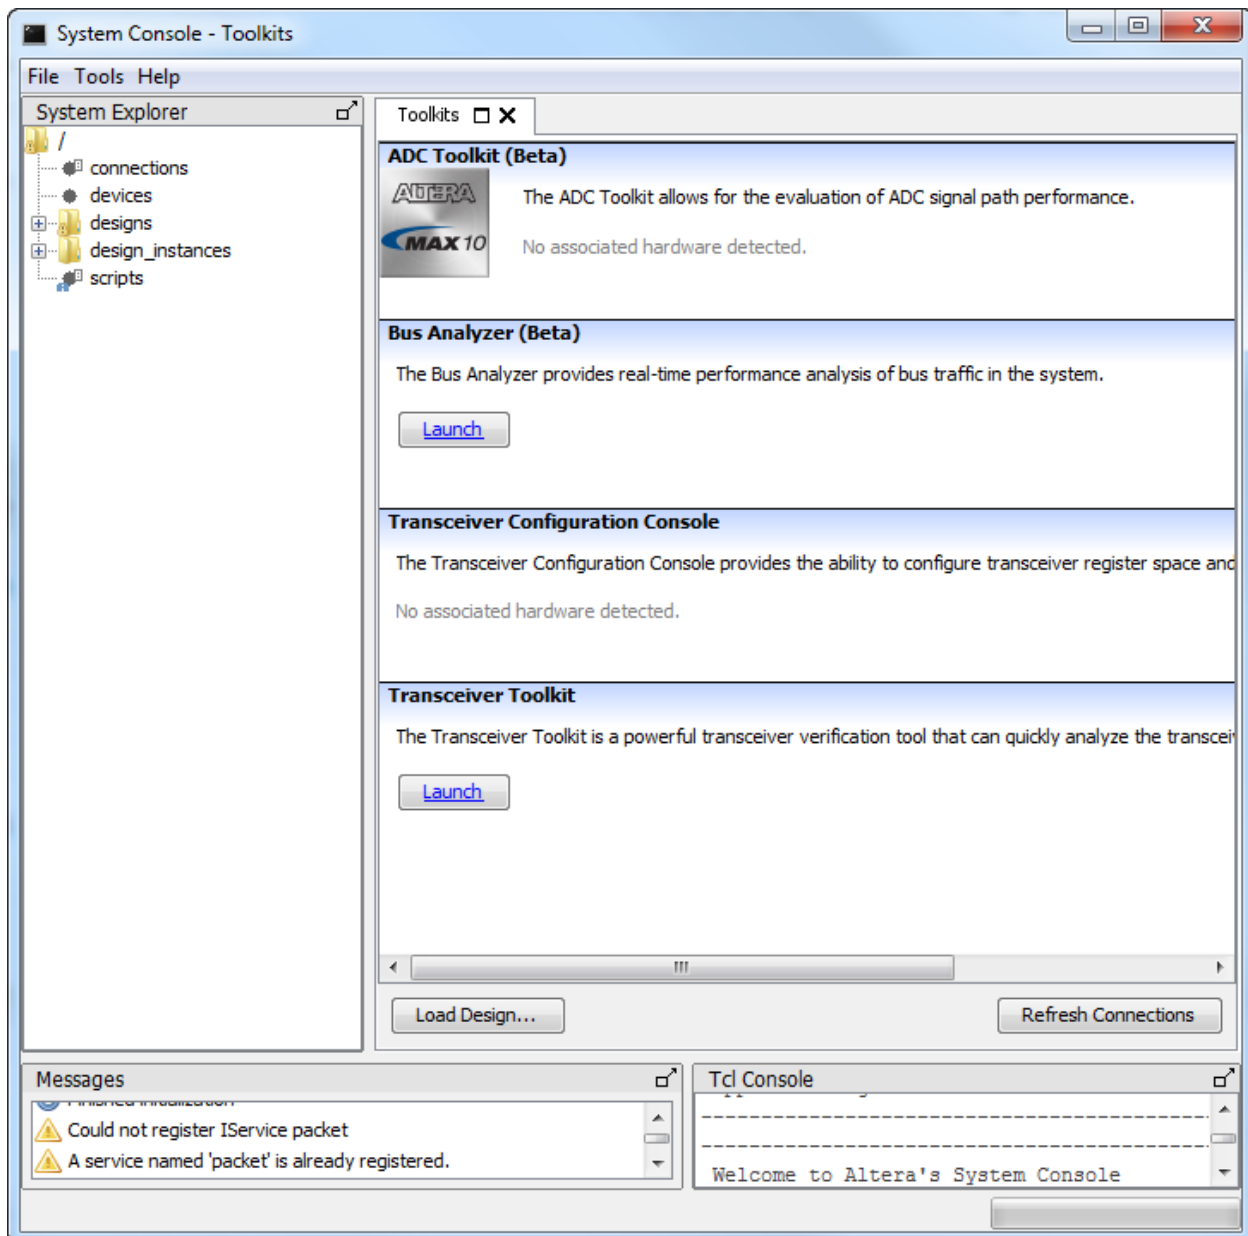 System Console - Toolkits
File Tools Help
System Explorer
/
connections
devices
designs
design_instances
scripts
Toolkits
ADC Toolkit (Beta)
ALTERA
MAX 10
The ADC Toolkit allows for the evaluation of ADC signal path performance.
No associated hardware detected.
Bus Analyzer (Beta)
The Bus Analyzer provides real-time performance analysis of bus traffic in the system.
Launch
Transceiver Configuration Console
The Transceiver Configuration Console provides the ability to configure transceiver register space and
No associated hardware detected.
Transceiver Toolkit
The Transceiver Toolkit is a powerful transceiver verification tool that can quickly analyze the
Launch
Load Design...
Refresh Connections
Messages
Finished initialization
Could not register IService packet
A service named 'packet' is already registered.
Tcl Console
-----------------------------------------
-----------------------------------------
Welcome to Altera's System Console